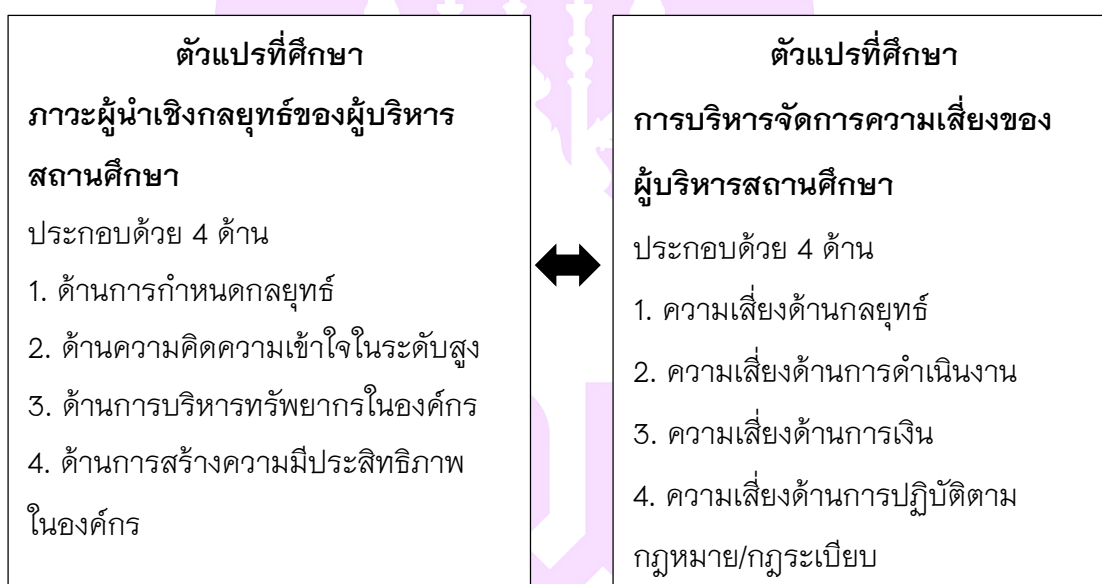 ตัวแปรที่ศึกษา
ภาวะผู้นำเชิงกลยุทธ์ของผู้บริหาร
สถานศึกษา
ประกอบด้วย 4 ด้าน
1. ด้านการกำหนดกลยุทธ์
2. ด้านความคิดความเข้าใจในระดับสูง
3. ด้านการบริหารทรัพยากรในองค์กร
4. ด้านการสร้างความมีประสิทธิภาพ
ในองค์กร
ตัวแปรที่ศึกษา
การบริหารจัดการความเสี่ยงของ
ผู้บริหารสถานศึกษา
ประกอบด้วย 4 ด้าน
1. ความเสี่ยงด้านกลยุทธ์
2. ความเสี่ยงด้านการดำเนินงาน
3. ความเสี่ยงด้านการเงิน
4. ความเสี่ยงด้านการปฏิบัติตาม
กฎหมาย/กฎระเบียบ